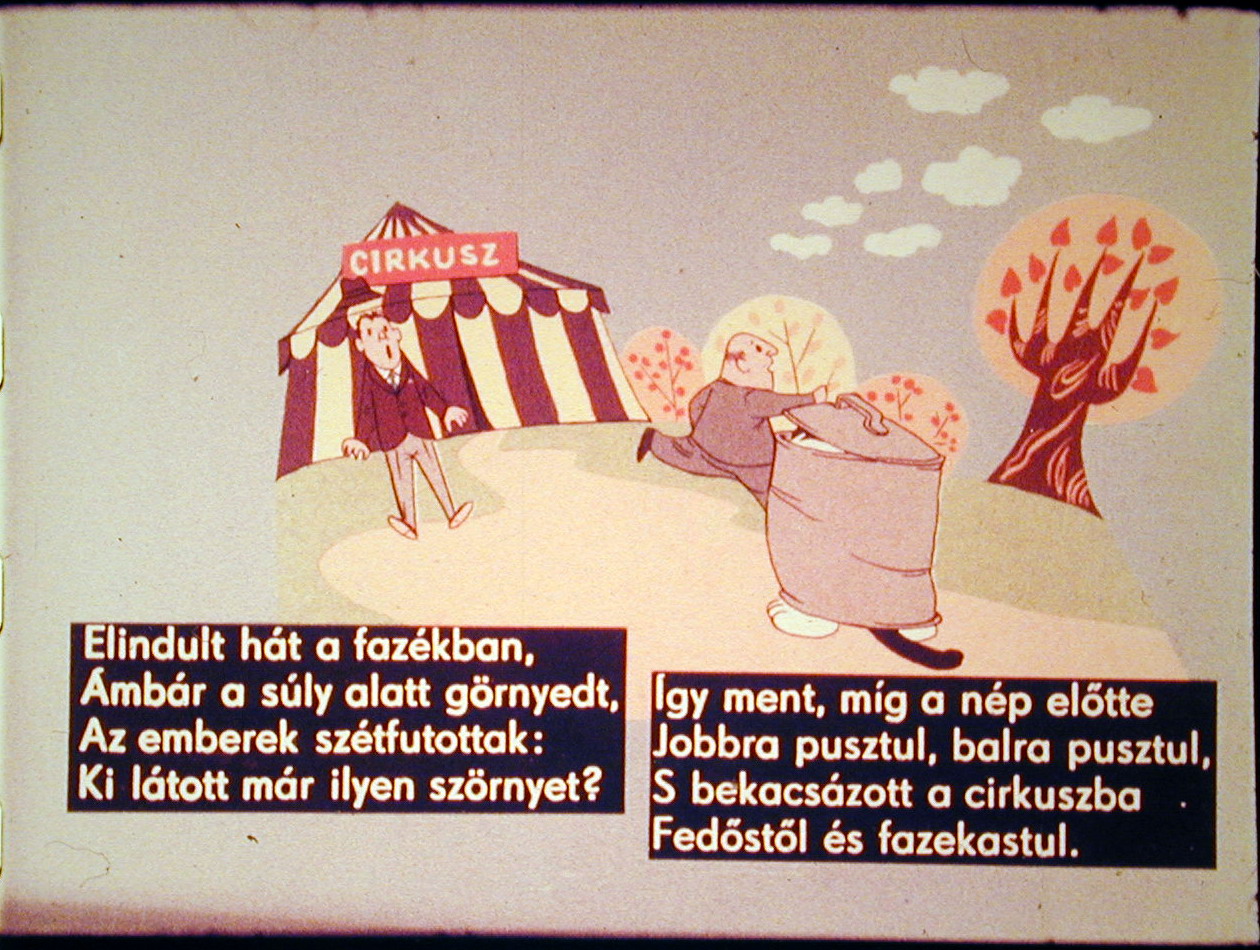 CIRKUSZ
Elindult hát a fazékban,
Ámbár a súly alatt görnyedt,
Az emberek szétfutottak:
Ki látott már ilyen szörnyet?
Így ment, míg a nép előtte
Jobbra pusztul, balra pusztul,
S bekacsázott a cirkuszba
Fedőstől és fazekastul.